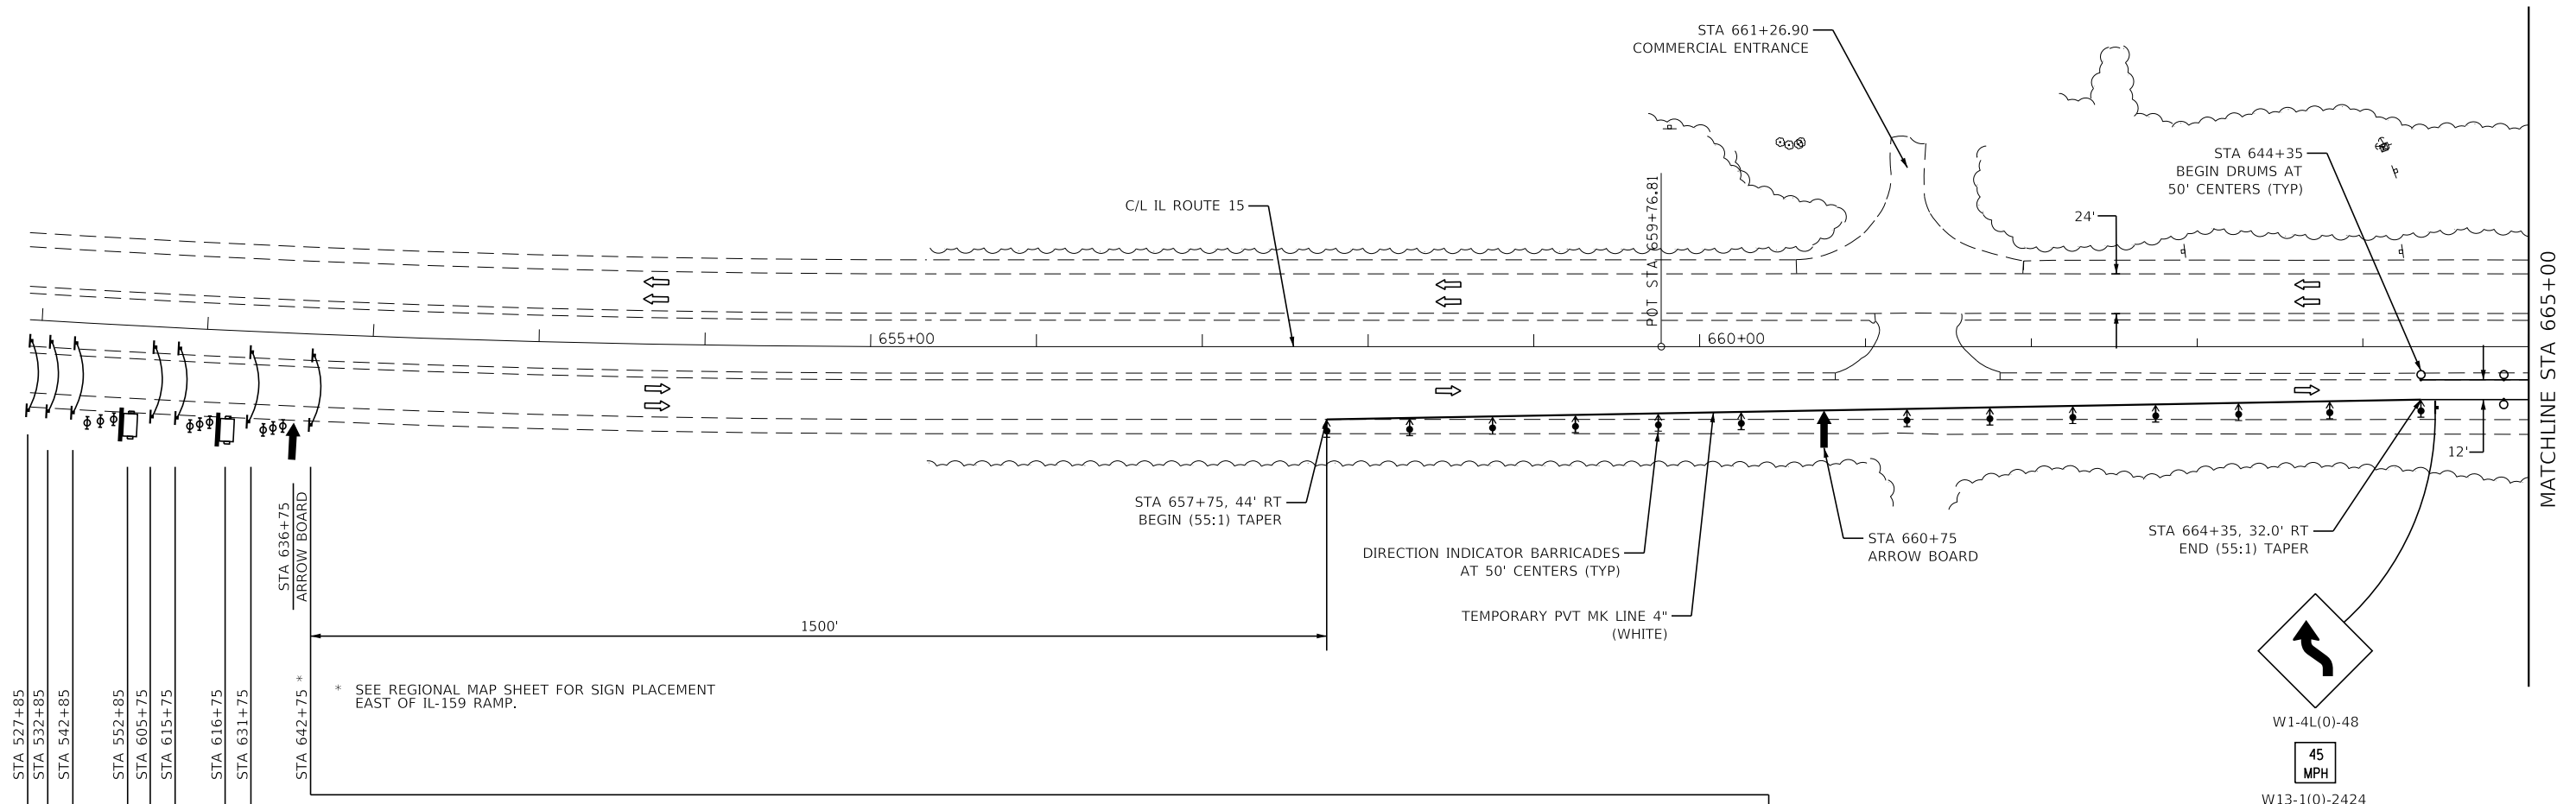 STA 661+26.90
COMMERCIAL ENTRANCE
STA 644+35
BEGIN DRUMS AT
50' CENTERS (TYP)
C/L IL ROUTE 15
POT STA 659+76.81
24'
655+00
660+00
MATCHLINE STA 665+00
12'
STA 636+75
ARROW BOARD
STA 657+75, 44' RT
BEGIN (55:1) TAPER
DIRECTION INDICATOR BARRICADES
AT 50' CENTERS (TYP)
STA 660+75
ARROW BOARD
STA 664+35, 32.0' RT
END (55:1) TAPER
TEMPORARY PVT MK LINE 4"
(WHITE)
1500'
* SEE REGIONAL MAP SHEET FOR SIGN PLACEMENT
EAST OF IL-159 RAMP.
STA 527+85
STA 532+85
STA 542+85
STA 552+85
STA 605+75
STA 615+75
STA 616+75
STA 631+75
STA 642+75 *
W1-4L(0)-48
45
MPH
W13-1(0)-2424